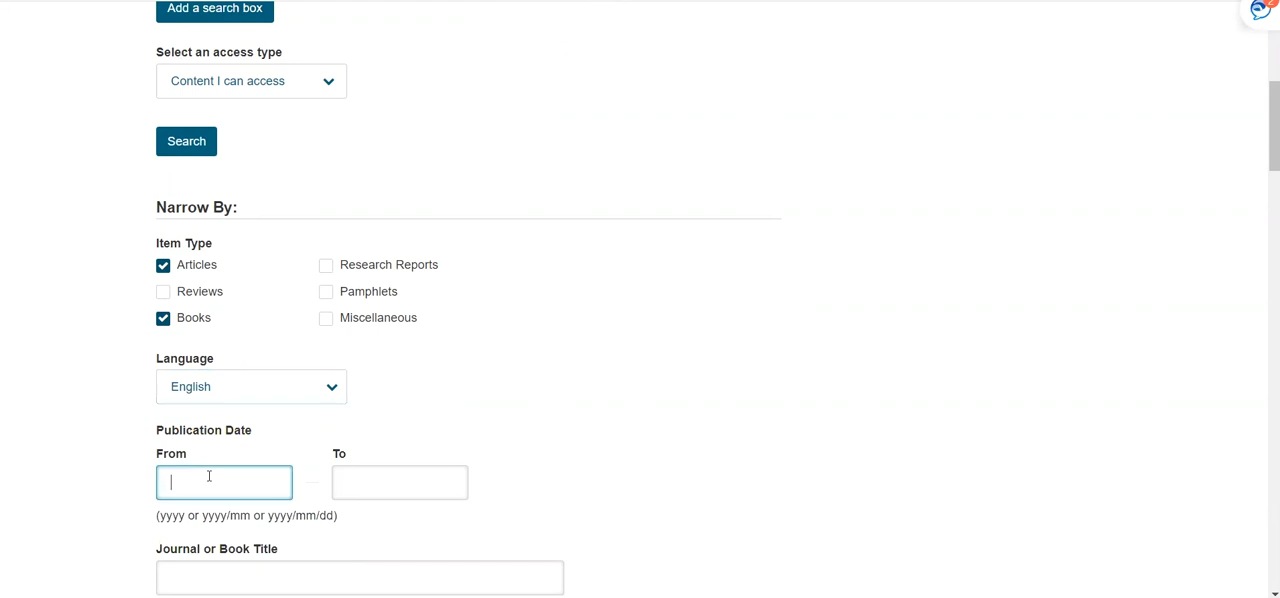 Add a search box
2
Select an access type
Content I can access
Search
Narrow By:
Item Type
Articles
Research Reports
Reviews
Pamphlets
Books
Miscellaneous
Language
English
Publication Date
From
To
(yyyy or yyyy/mm or yyyy/mm/dd)
Journal or Book Title